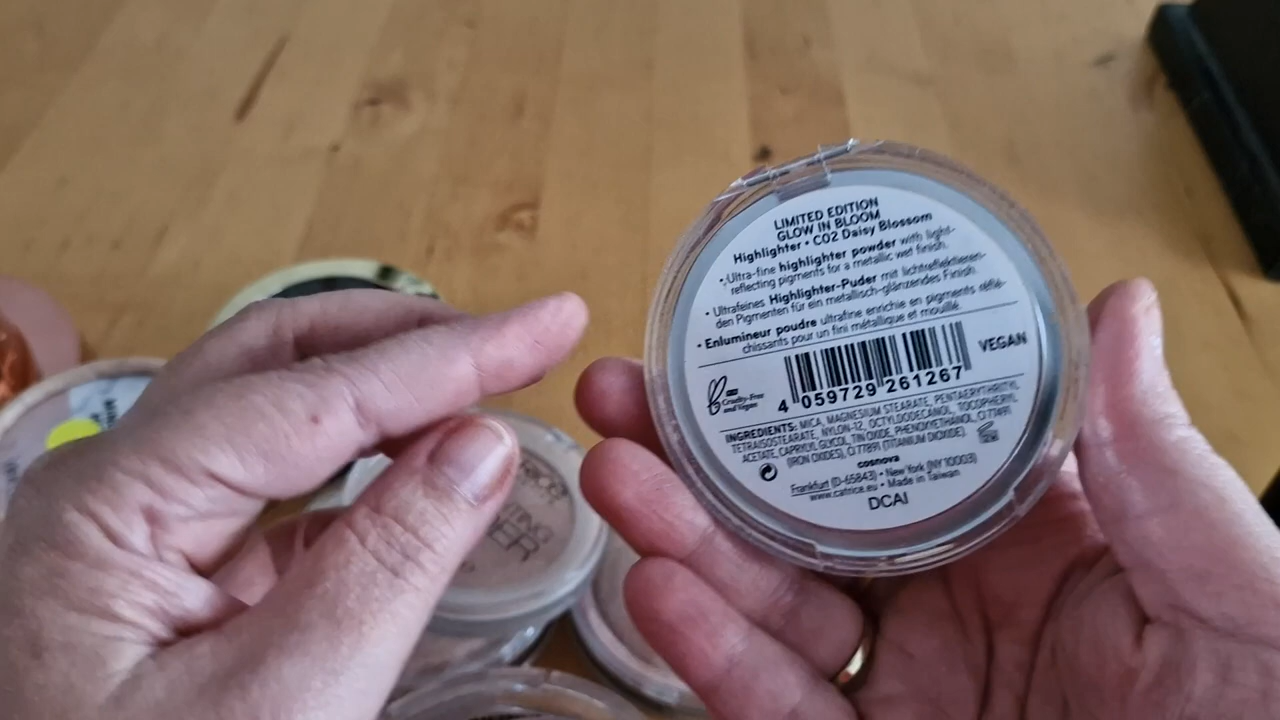 LIMITED EDITION
GLOW IN BLOOM
Highlighter • C02 Daisy Blossom
• Ultra-fine highlighter powder with light-
reflecting pigments for a metallic wet finish.
• Ultrafeines Highlighter-Puder mit lichtreflektieren-
den Pigmenten für ein metallisch-glänzendes Finish.
• Enlumineur poudre ultrafine enrichie en pigments réflé-
chissants pour un fini métallique et mouillé.
VEGAN
Cruelty-Free
and Vegan
4 059729 261267
INGREDIENTS: MICA, MAGNESIUM STEARATE, PENTAERYTHRITYL
TETRAISOSTEARATE, NYLON-12, OCTYLDODECANOL, TOCOPHERYL
ACETATE, CAPRYLYL GLYCOL, TIN OXIDE, PHENOXYETHANOL, CI 77491
(IRON OXIDES), CI 77891 (TITANIUM DIOXIDE).
cosnova
Frankfurt (D-65843) • New York (NY 10003)
www.catrice.eu • Made in Taiwan
DCAI